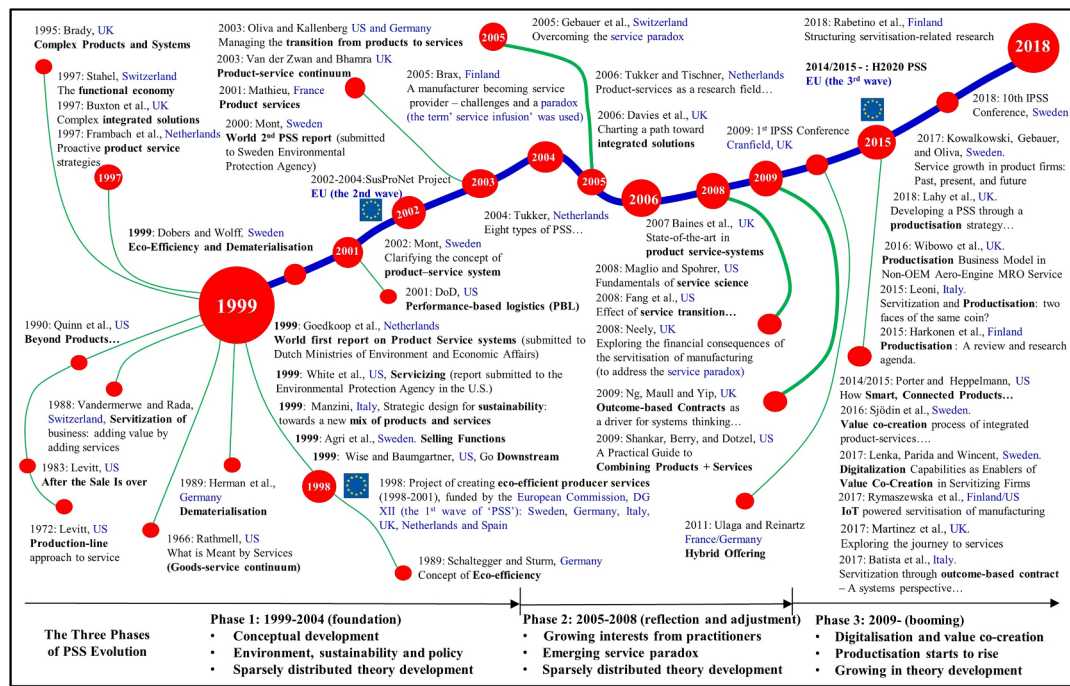 1995: Brady, UK
Complex Products and Systems
1997: Stahel, Switzerland
The functional economy
1997: Buxton et al., UK
Complex integrated solutions
1997: Frambach et al., Netherlands
Proactive product service
strategies
1997
2003: Oliva and Kallenberg US and Germany
Managing the transition from products to services
2003: Van der Zwan and Bhamra UK
Product-service continuum
2001: Mathieu, France
Product services
2000: Mont, Sweden
World 2nd PSS report (submitted
to Sweden Environmental
Protection Agency)
2002-2004:SusProNet Project
EU (the 2nd wave)
1999: Dobers and Wolff, Sweden
Eco-Efficiency and Dematerialisation
2005
2005: Gebauer et al., Switzerland
Overcoming the service paradox
2005: Brax, Finland
A manufacturer becoming service
provider – challenges and a paradox
(the term' service infusion' was used)
2006: Tukker and Tischner, Netherlands
Product-services as a research field…
2006: Davies et al., UK
Charting a path toward
integrated solutions
2009: 1st IPSS Conference
Cranfield, UK
2018: Rabetino et al., Finland
Structuring servitisation-related research
2014/2015- : H2020 PSS
EU (the 3rd wave)
2018
2018: 10th IPSS
Conference, Sweden
1999
2001
2002
2003
2004
2005
2006
2008
2009
2015
2004: Tukker, Netherlands
Eight types of PSS…
2002: Mont, Sweden
Clarifying the concept of
product–service system
2001: DoD, US
Performance-based logistics (PBL)
2007 Baines et al., UK
State-of-the-art in
product service-systems
2008: Maglio and Spohrer, US
Fundamentals of service science
2008: Fang et al., US
Effect of service transition…
2008: Neely, UK
Exploring the financial consequences of
the servitisation of manufacturing
(to address the service paradox)
2009: Ng, Maull and Yip, UK
Outcome-based Contracts as
a driver for systems thinking…
2009: Shankar, Berry, and Dotzel, US
A Practical Guide to
Combining Products + Services
2011: Ulaga and Reinartz
France/Germany
Hybrid Offering
2017: Kowalkowski, Gebauer,
and Oliva, Sweden.
Service growth in product firms:
Past, present, and future
2018: Lahy et al., UK.
Developing a PSS through a
productisation strategy…
2016: Wibowo et al., UK.
Productisation Business Model in
Non-OEM Aero-Engine MRO Service
2015: Leoni, Italy.
Servitization and Productisation: two
faces of the same coin?
2015: Harkonen et al., Finland
Productisation : A review and research
agenda.
2014/2015: Porter and Heppelmann, US
How Smart, Connected Products…
2016: Sjödin et al., Sweden.
Value co-creation process of integrated
product-services….
2017: Lenka, Parida and Wincent, Sweden.
Digitalization Capabilities as Enablers of
Value Co-Creation in Servitizing Firms
2017: Rymaszewska et al., Finland/US
IoT powered servitisation of manufacturing
2017: Martinez et al., UK.
Exploring the journey to services
2017: Batista et al., Italy.
Servitization through outcome-based contract
– A systems perspective…
1990: Quinn et al., US
Beyond Products…
1988: Vandermerwe and Rada,
Switzerland, Servitization of
business: adding value by
adding services
1983: Levitt, US
After the Sale Is over
1972: Levitt, US
Production-line
approach to service
1989: Herman et al.,
Germany
Dematerialisation
1966: Rathmell, US
What is Meant by Services
(Goods-service continuum)
1999: Goedkoop et al., Netherlands
World first report on Product Service systems (submitted to
Dutch Ministries of Environment and Economic Affairs)
1999: White et al., US, Servicizing (report submitted to the
Environmental Protection Agency in the U.S.)
1999: Manzini, Italy, Strategic design for sustainability:
towards a new mix of products and services
1999: Agri et al., Sweden. Selling Functions
1999: Wise and Baumgartner, US, Go Downstream
1998
1998: Project of creating eco-efficient producer services
(1998-2001), funded by the European Commission, DG
XII (the 1st wave of 'PSS'): Sweden, Germany, Italy,
UK, Netherlands and Spain
1989: Schaltegger and Sturm, Germany
Concept of Eco-efficiency
The Three Phases
of PSS Evolution
Phase 1: 1999-2004 (foundation)
• Conceptual development
• Environment, sustainability and policy
• Sparsely distributed theory development
Phase 2: 2005-2008 (reflection and adjustment)
• Growing interests from practitioners
• Emerging service paradox
• Sparsely distributed theory development
Phase 3: 2009- (booming)
• Digitalisation and value co-creation
• Productisation starts to rise
• Growing in theory development